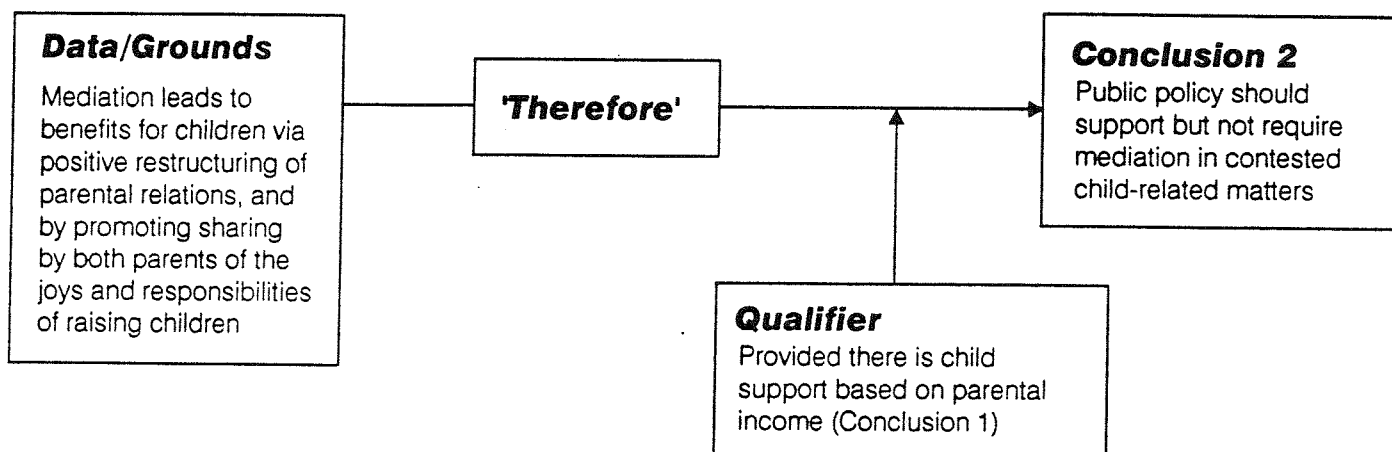 Data/Grounds
Mediation leads to
benefits for children via
positive restructuring of
parental relations, and
by promoting sharing
by both parents of the
joys and responsibilities
of raising children
'Therefore'
Conclusion 2
Public policy should
support but not require
mediation in contested
child-related matters
Qualifier
Provided there is child
support based on parental
income (Conclusion 1)